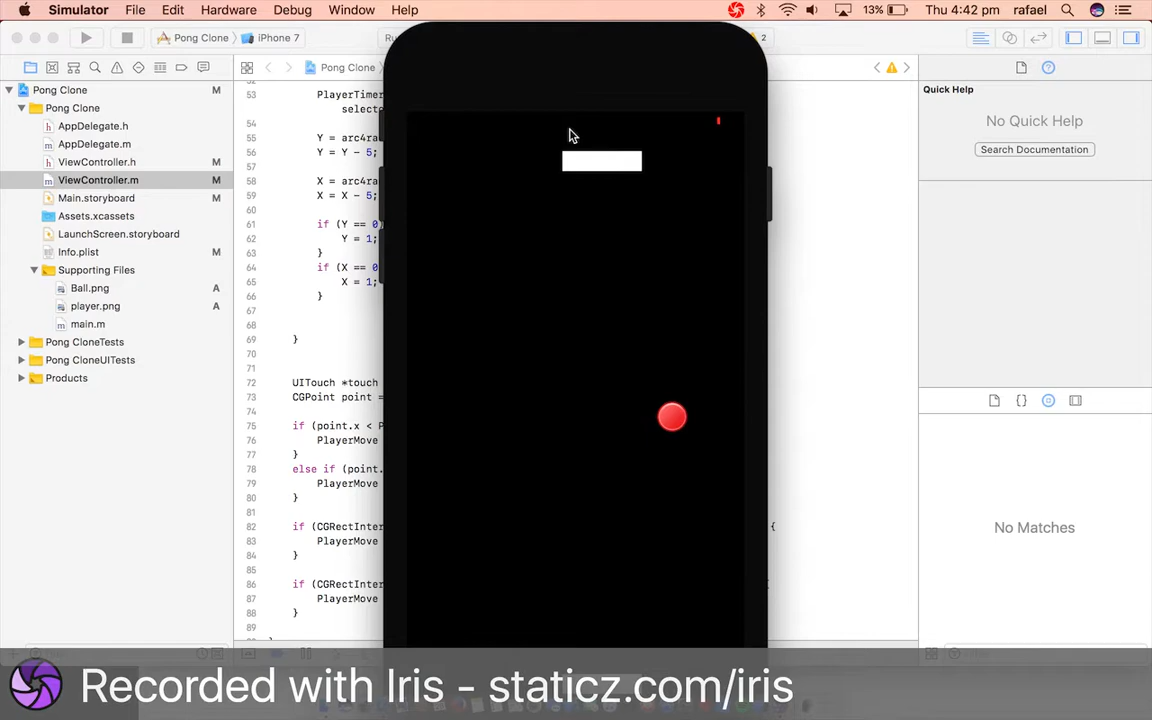 Simulator File Edit Hardware Debug Window Help 13% Thu 4:42 pm rafael
Pong Clone iPhone 7 2
Pong Clone
Pong Clone M
Pong Clone
AppDelegate.h M
AppDelegate.m M
ViewController.h M
ViewController.m M
Main.storyboard M
Assets.xcassets
LaunchScreen.storyboard
Info.plist M
Supporting Files
Ball.png A
player.png A
main.m
Pong CloneTests
Pong CloneUITests
Products
53 PlayerTimer
selecto
54
55 Y = arc4ra
56 Y = Y - 5;
57
58 X = arc4ra
59 X = X - 5;
60
61 if (Y == 0
62 Y = 1;
63 }
64 if (X == 0
65 X = 1;
66 }
67
68
69 }
70
71
72 UITouch *touch
73 CGPoint point =
74
75 if (point.x < P
76 PlayerMove
77 }
78 else if (point.
79 PlayerMove
80 }
81
82 if (CGRectInter {
83 PlayerMove
84 }
85
86 if (CGRectInter
87 PlayerMove
88 }
89
Quick Help
No Quick Help
Search Documentation
No Matches
Recorded with Iris - staticz.com/iris